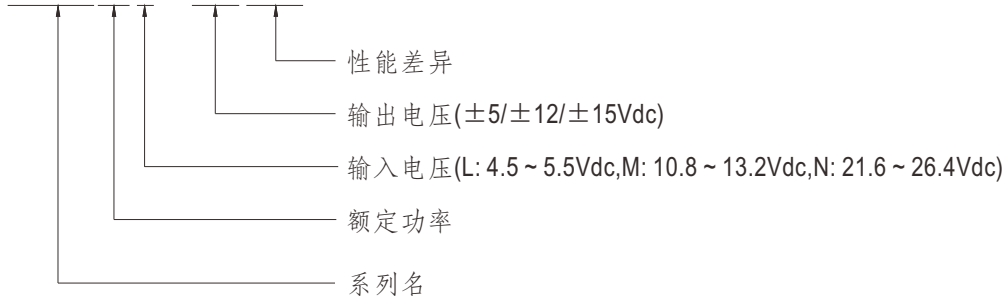 性能差异
输出电压(±5/±12/±15Vdc)
输入电压(L: 4.5～5.5Vdc,M: 10.8～13.2Vdc,N: 21.6～26.4Vdc)
额定功率
系列名